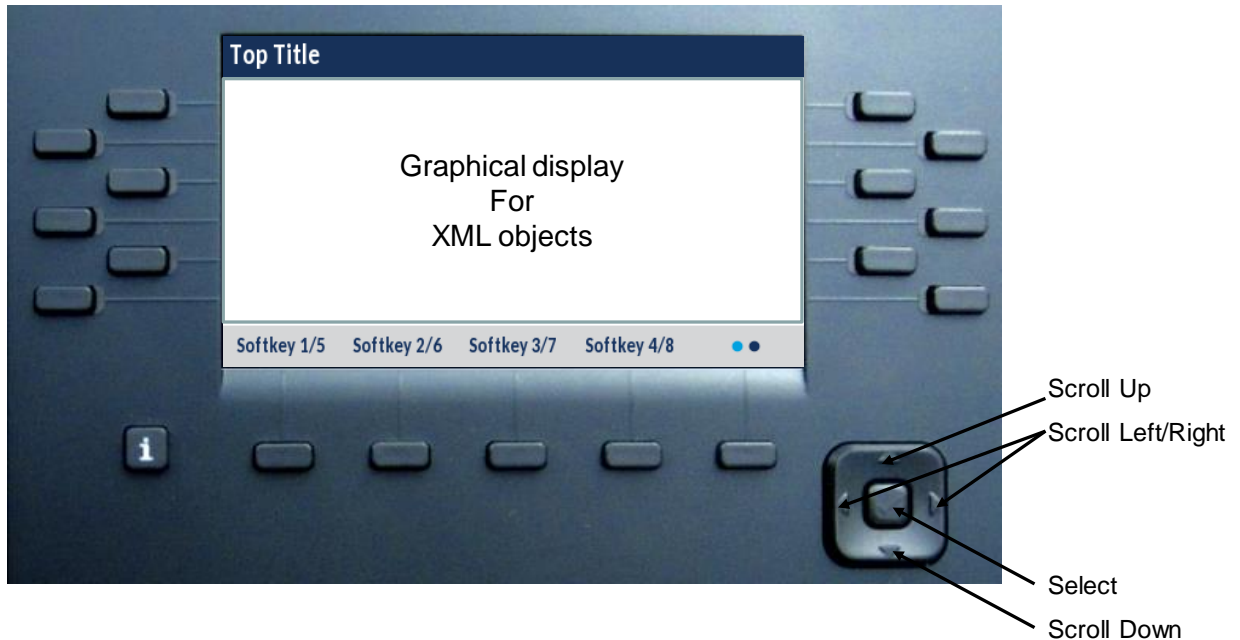 Top Title
Graphical display
For
XML objects
Softkey 1/5 Softkey 2/6 Softkey 3/7 Softkey 4/8
i
Scroll Up
Scroll Left/Right
Select
Scroll Down